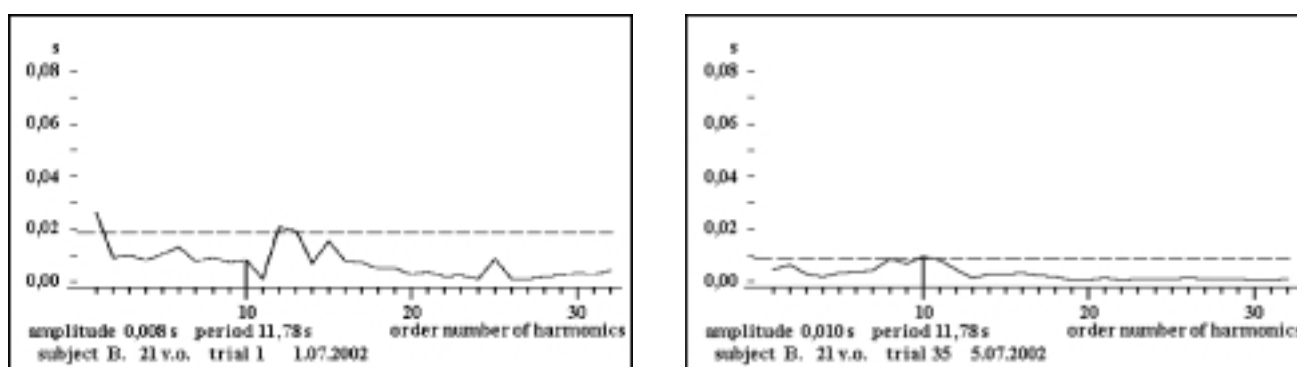 s
0,08
0,06
0,04
0,02
0,00
10 20 30
amplitude 0,008 s period 11,78 s order number of harmonics
subject B. 21 v.o. trial 1 1.07.2002
s
0,08
0,06
0,04
0,02
0,00
10 20 30
amplitude 0,010 s period 11,78 s order number of harmonics
subject B. 21 v.o. trial 35 5.07.2002